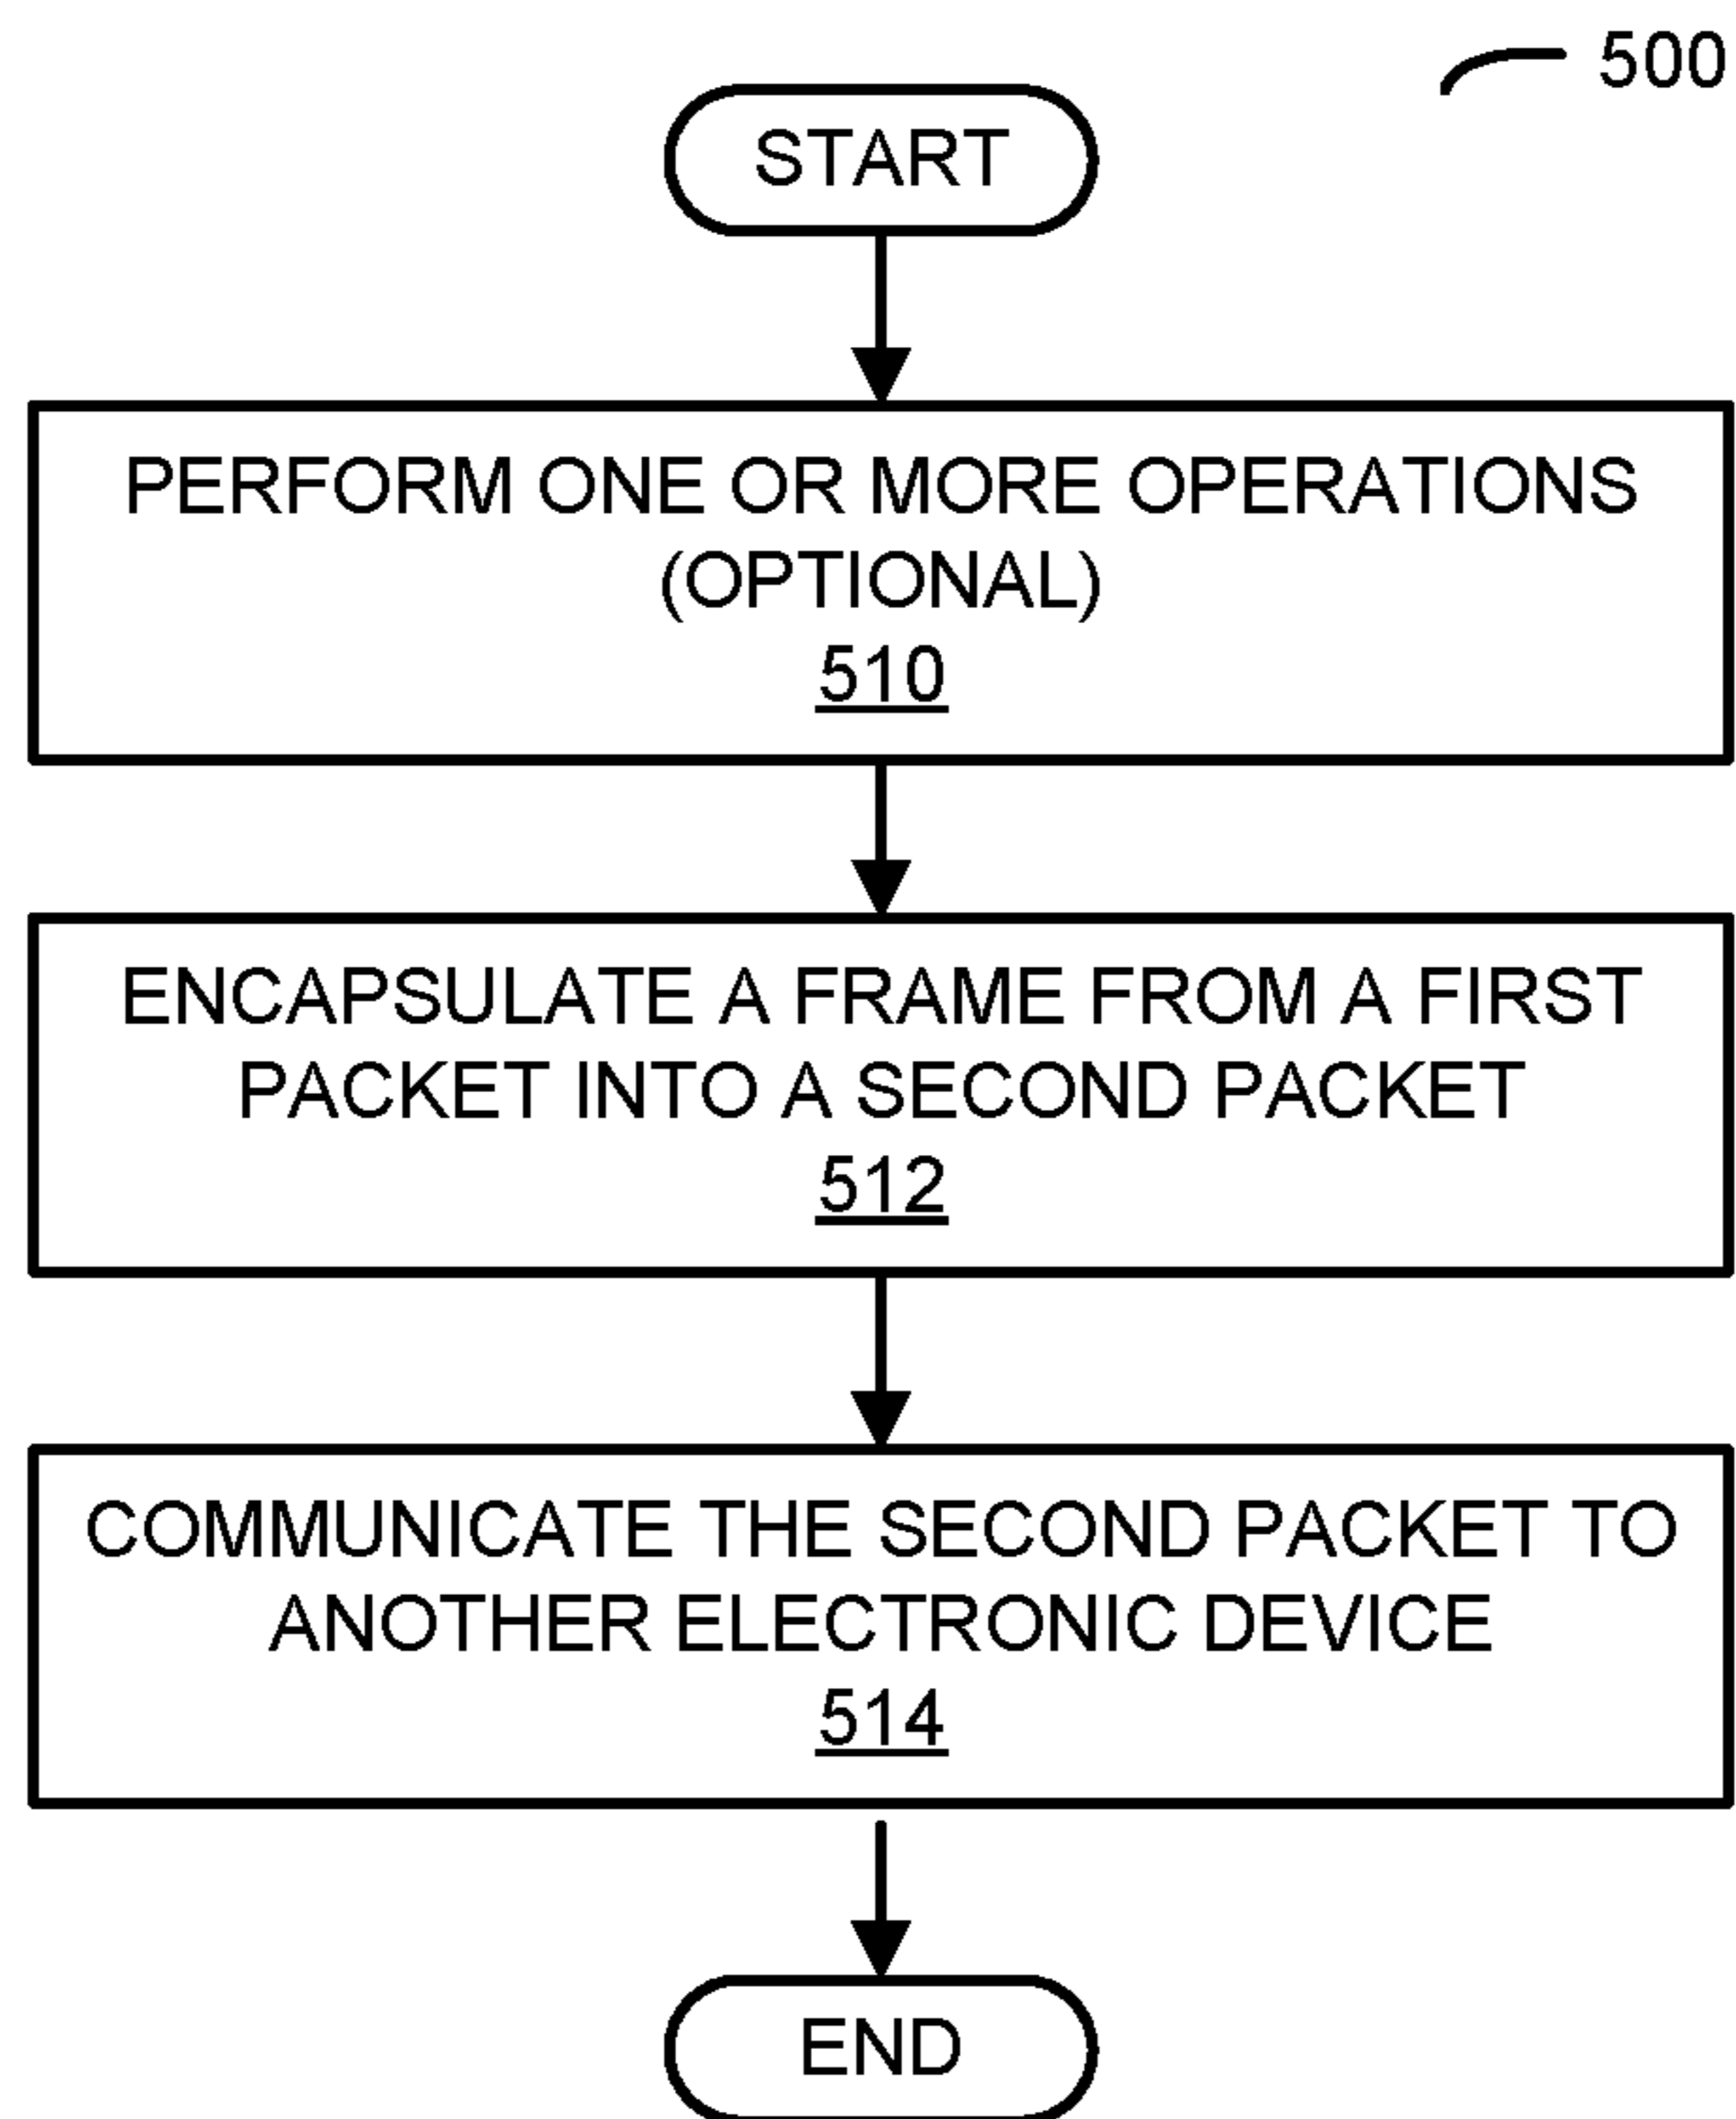 500
START
PERFORM ONE OR MORE OPERATIONS
(OPTIONAL)
510
ENCAPSULATE A FRAME FROM A FIRST
PACKET INTO A SECOND PACKET
512
COMMUNICATE THE SECOND PACKET TO
ANOTHER ELECTRONIC DEVICE
514
END